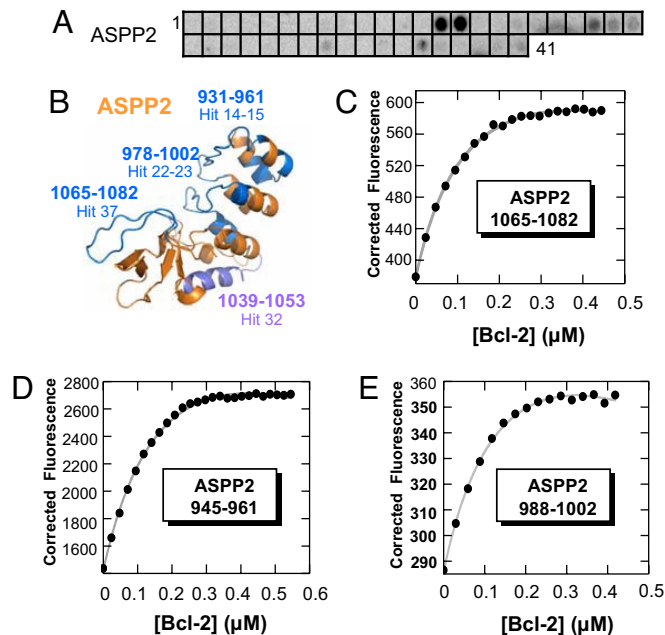 A
1
ASPP2
41
B
ASPP2
931-961
Hit 14-15
978-1002
Hit 22-23
1065-1082
Hit 37
1039-1053
Hit 32
C
Corrected Fluorescence
600
560
480
400
ASPP2
1065-1082
0 0.1 0.2 0.3 0.4 0.5
[Bcl-2] (µM)
D
Corrected Fluorescence
2800
2600
2400
2200
2000
1800
1600
1400
ASPP2
945-961
0 0.1 0.2 0.3 0.4 0.5 0.6
[Bcl-2] (µM)
E
Corrected Fluorescence
360
350
340
330
320
310
300
290
ASPP2
988-1002
0 0.1 0.2 0.3 0.4 0.5
[Bcl-2] (µM)